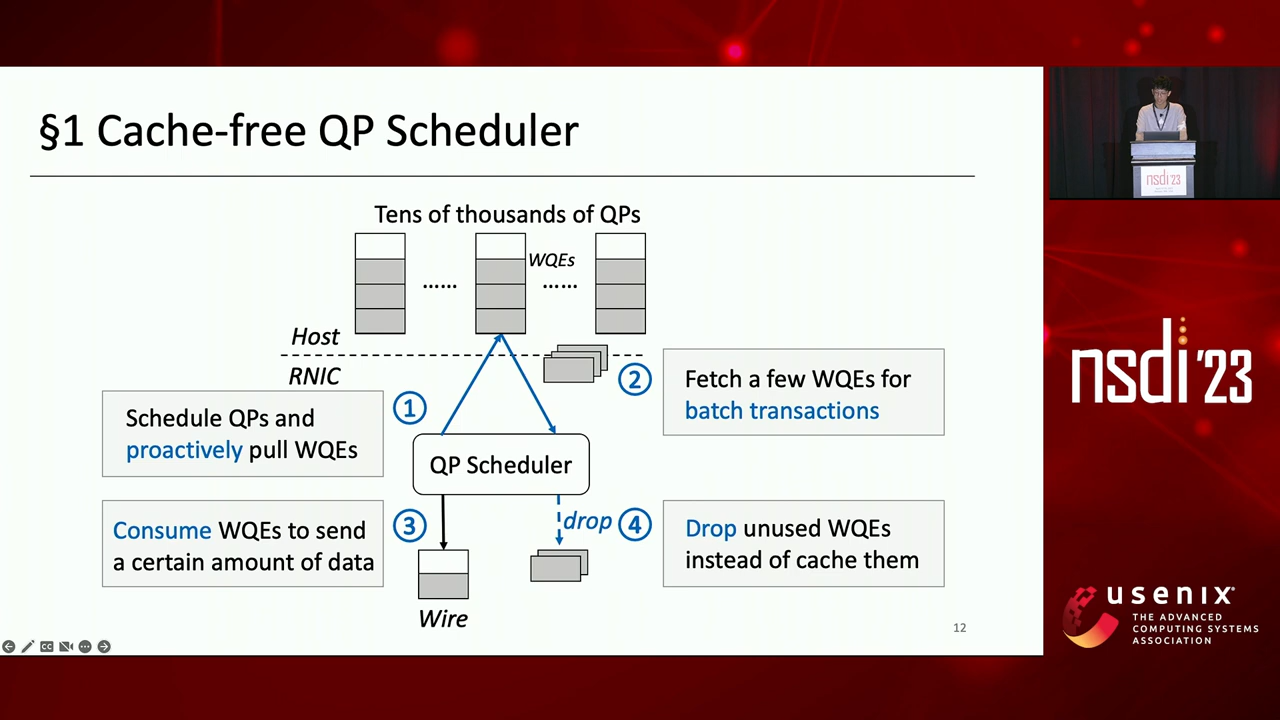 §1 Cache-free QP Scheduler
Tens of thousands of QPs
WQEs
......
......
Host
RNIC
1
Schedule QPs and
proactively pull WQEs
2
Fetch a few WQEs for
batch transactions
QP Scheduler
3
Consume WQEs to send
a certain amount of data
drop
4
Drop unused WQEs
instead of cache them
Wire
12
CC
nsdi'23
nsdi '23
usenix
THE ADVANCED
COMPUTING SYSTEMS
ASSOCIATION